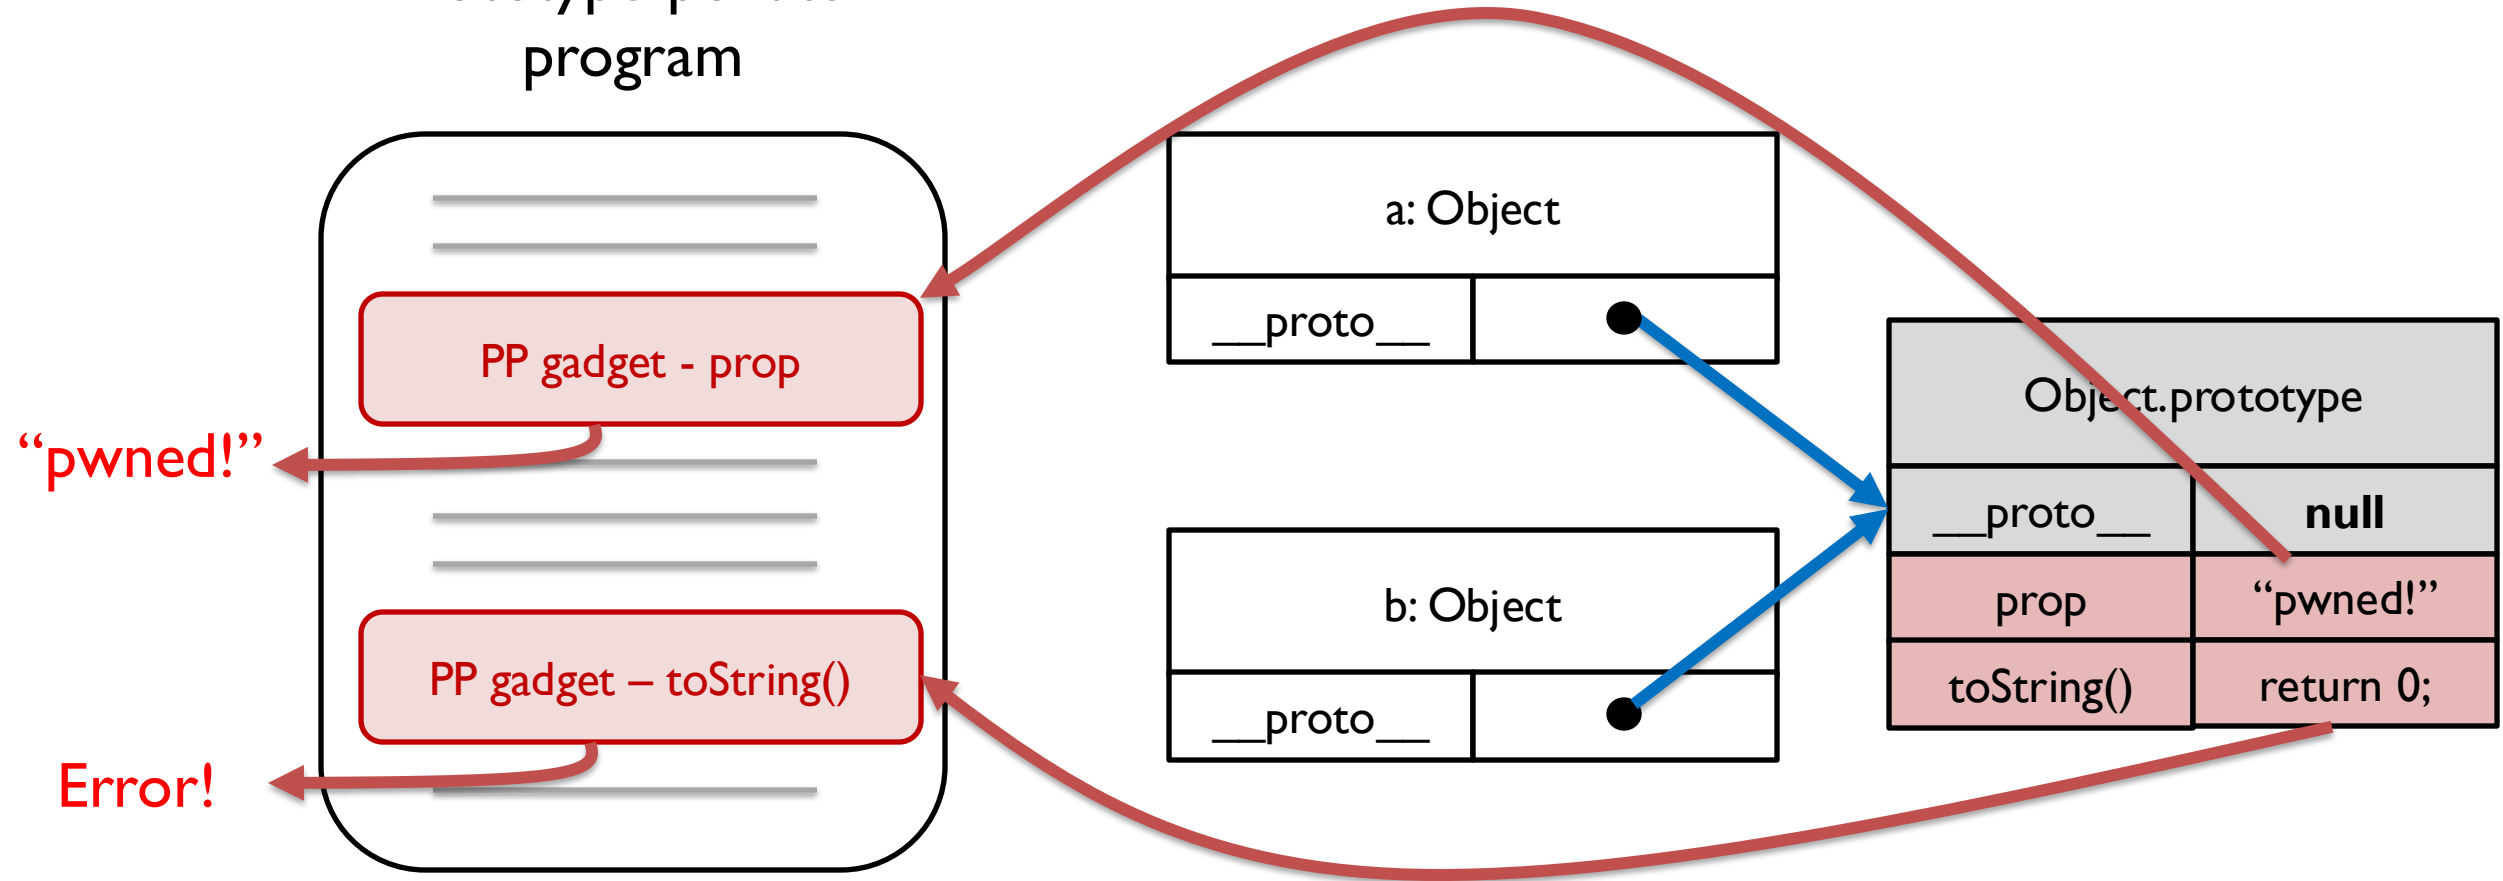 program
PP gadget - prop
“pwned!”
PP gadget – toString()
Error!
a: Object
__proto__
b: Object
__proto__
Object.prototype
__proto__ null
prop “pwned!”
toString() return 0;